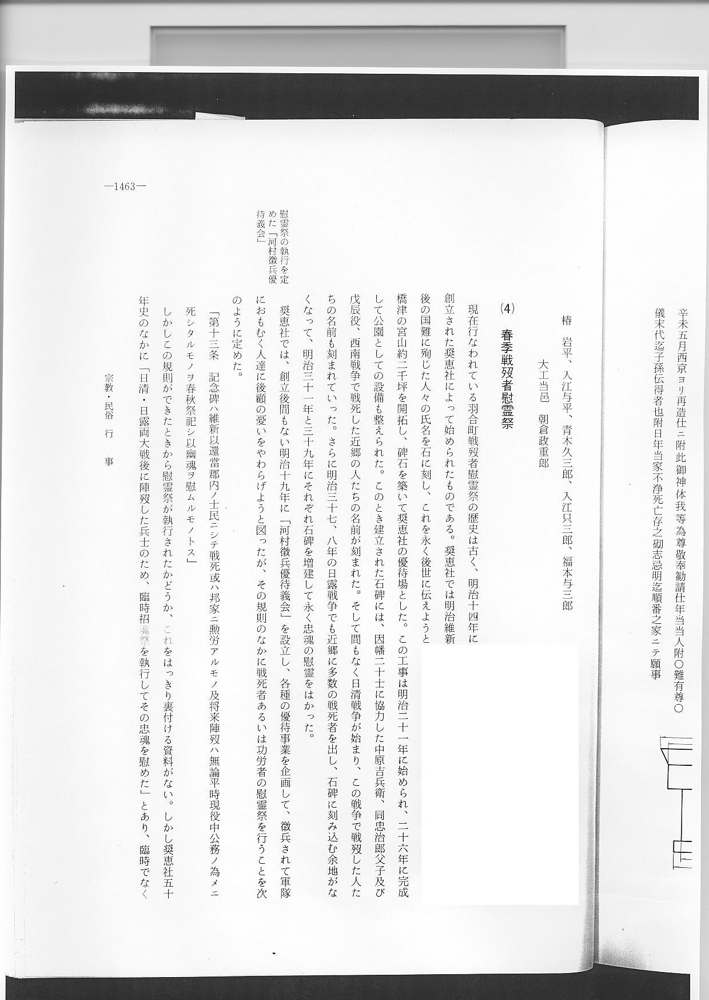 辛未五月西京ヨリ再造仕ニ附此御神体我等為尊敬奉勧請仕年当当人附〇難有尊〇
儀末代迄子孫伝得者也附日年当家不浄死亡存之砌志忌明迄順番之家ニテ願事
椿　岩平、入江与平、青木久三郎、入江只三郎、福本与三郎
大工当邑　朝倉政重郎
(4)　春季戦歿者慰霊祭
現在行なわれている羽合町戦歿者慰霊祭の歴史は古く、明治十四年に
創立された奨恵社によって始められたものである。奨恵社では明治維新
後の国難に殉じた人々の氏名を石に刻し、これを永く後世に伝えようと
橋津の宮山約二千坪を開拓し、碑石を築いて奨恵社の優待場とした。この工事は明治二十一年に始められ、二十六年に完成
して公園としての設備も整えられた。このとき建立された石碑には、因幡二十士に協力した中原吉兵衛、同忠治郎父子及び
戊辰役、西南戦争で戦死した近郷の人たちの名前が刻まれた。そして間もなく日清戦争が始まり、この戦争で戦歿した人た
ちの名前も刻まれていった。さらに明治三十七、八年の日露戦争でも近郷に多数の戦死者を出し、石碑に刻み込む余地がな
くなって、明治三十一年と三十九年にそれぞれ石碑を増建して永く忠魂の慰霊をはかった。
慰霊祭の執行を定
めた「河村徴兵優
待義会」
奨恵社では、創立後間もない明治十九年に「河村徴兵優待義会」を設立し、各種の優待事業を企画して、徴兵されて軍隊
におもむく人達に後顧の憂いをやわらげようと図ったが、その規則のなかに戦死者あるいは功労者の慰霊祭を行うことを次
のように定めた。
「第十三条　記念碑ハ維新以還當郡内ノ士民ニシテ戦死或ハ邦家ニ勲労アルモノ及将来陣歿ハ無論平時現役中公務ノ為メニ
死シタルモノヲ春秋祭祀シ以幽魂ヲ慰ムルモノトス」
しかしこの規則ができたときから慰霊祭が執行されたかどうか、これをはっきり裏付ける資料がない。しかし奨恵社五十
年史のなかに「日清・日露両大戦後に陣歿した兵士のため、臨時招魂祭を執行してその忠魂を慰めた」とあり、臨時でなく
宗教・民俗　行　事
—1463—